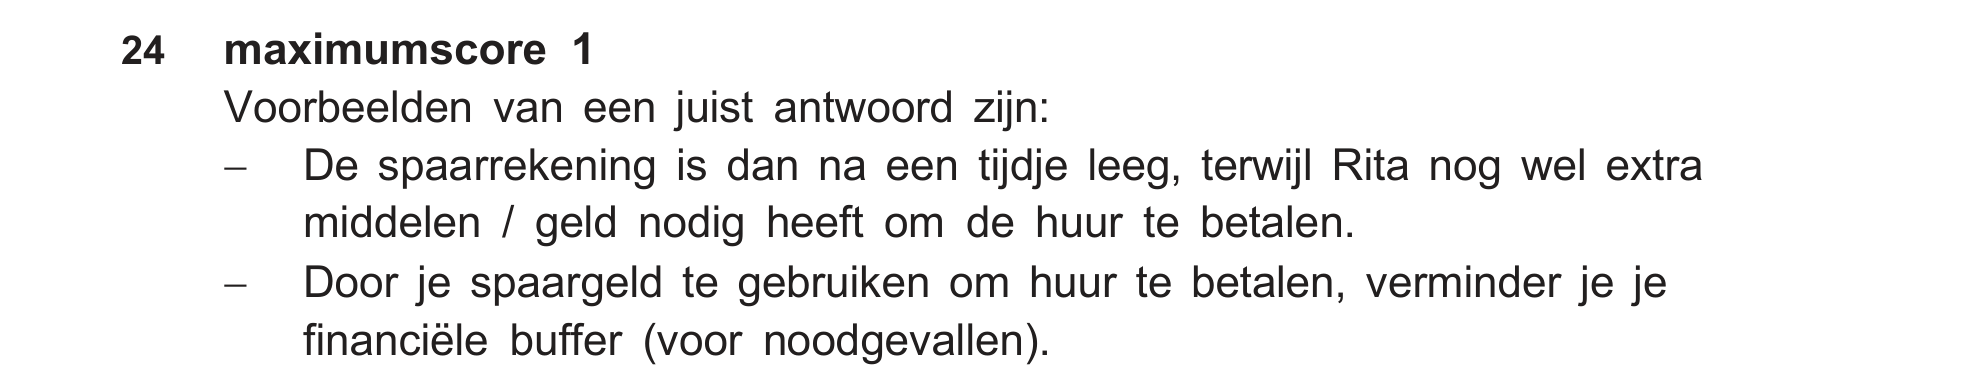 24 maximumscore 1
Voorbeelden van een juist antwoord zijn:
– De spaarrekening is dan na een tijdje leeg, terwijl Rita nog wel extra
middelen / geld nodig heeft om de huur te betalen.
– Door je spaargeld te gebruiken om huur te betalen, verminder je je
financiële buffer (voor noodgevallen).